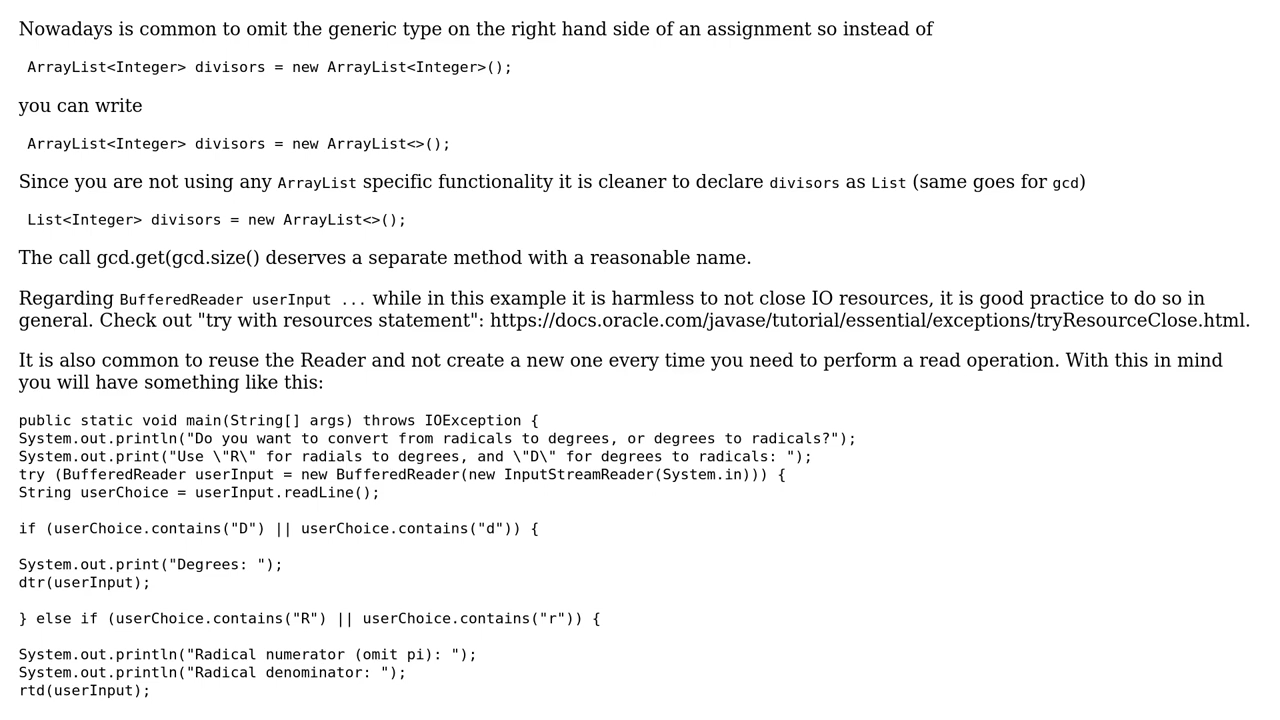 Nowadays is common to omit the generic type on the right hand side of an assignment so instead of
ArrayList<Integer> divisors = new ArrayList<Integer>();
you can write
ArrayList<Integer> divisors = new ArrayList<>();
Since you are not using any ArrayList specific functionality it is cleaner to declare divisors as List (same goes for gcd)
List<Integer> divisors = new ArrayList<>();
The call gcd.get(gcd.size() deserves a separate method with a reasonable name.
Regarding BufferedReader userInput ... while in this example it is harmless to not close IO resources, it is good practice to do so in
general. Check out "try with resources statement": https://docs.oracle.com/javase/tutorial/essential/exceptions/tryResourceClose.html.
It is also common to reuse the Reader and not create a new one every time you need to perform a read operation. With this in mind
you will have something like this:
public static void main(String[] args) throws IOException {
System.out.println("Do you want to convert from radicals to degrees, or degrees to radicals?");
System.out.print("Use \"R\" for radials to degrees, and \"D\" for degrees to radicals: ");
try (BufferedReader userInput = new BufferedReader(new InputStreamReader(System.in))) {
String userChoice = userInput.readLine();
if (userChoice.contains("D") || userChoice.contains("d")) {
System.out.print("Degrees: ");
dtr(userInput);
} else if (userChoice.contains("R") || userChoice.contains("r")) {
System.out.println("Radical numerator (omit pi): ");
System.out.println("Radical denominator: ");
rtd(userInput);